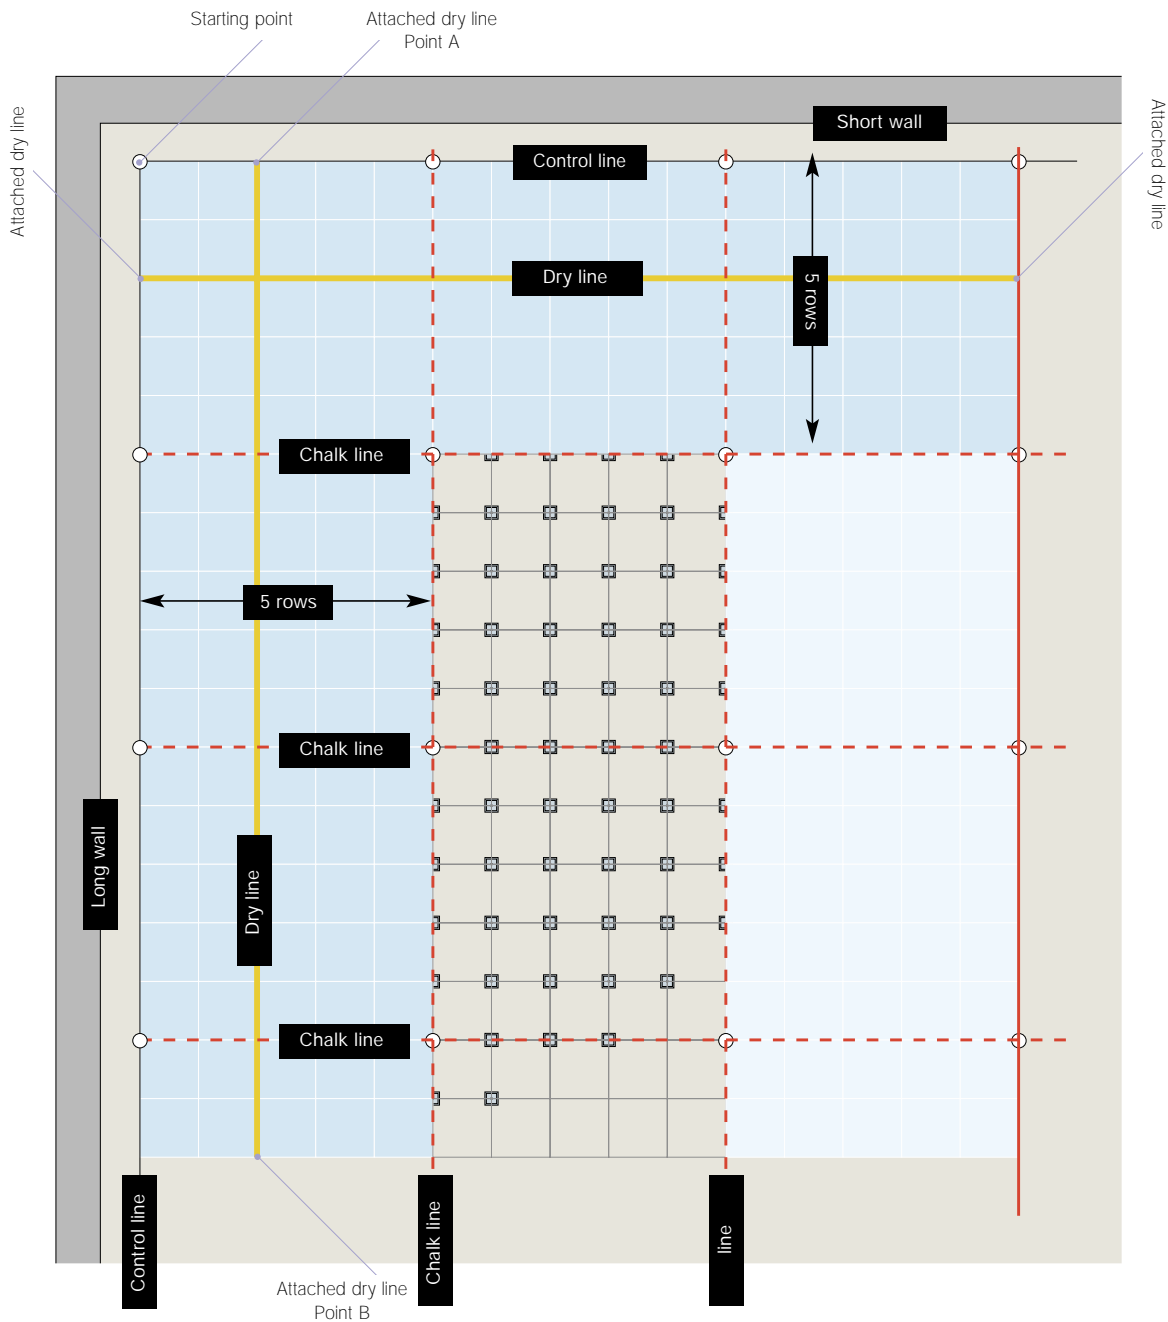 Starting point
Attached dry line
Point A
Attached dry line
Attached dry line
Short wall
Control line
Dry line
5 rows
Chalk line
5 rows
Chalk line
Long wall
Dry line
Chalk line
Control line
Chalk line
line
Attached dry line
Point B